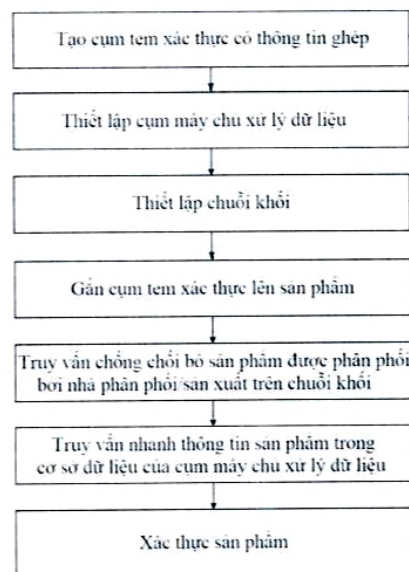 Tạo cụm tem xác thực có thông tin ghép
Thiết lập cụm máy chủ xử lý dữ liệu
Thiết lập chuỗi khối
Gắn cụm tem xác thực lên sản phẩm
Truy vấn chống chối bỏ sản phẩm được phân phối
bởi nhà phân phối/sản xuất trên chuỗi khối
Truy vấn nhanh thông tin sản phẩm trong
cơ sở dữ liệu của cụm máy chủ xử lý dữ liệu
Xác thực sản phẩm